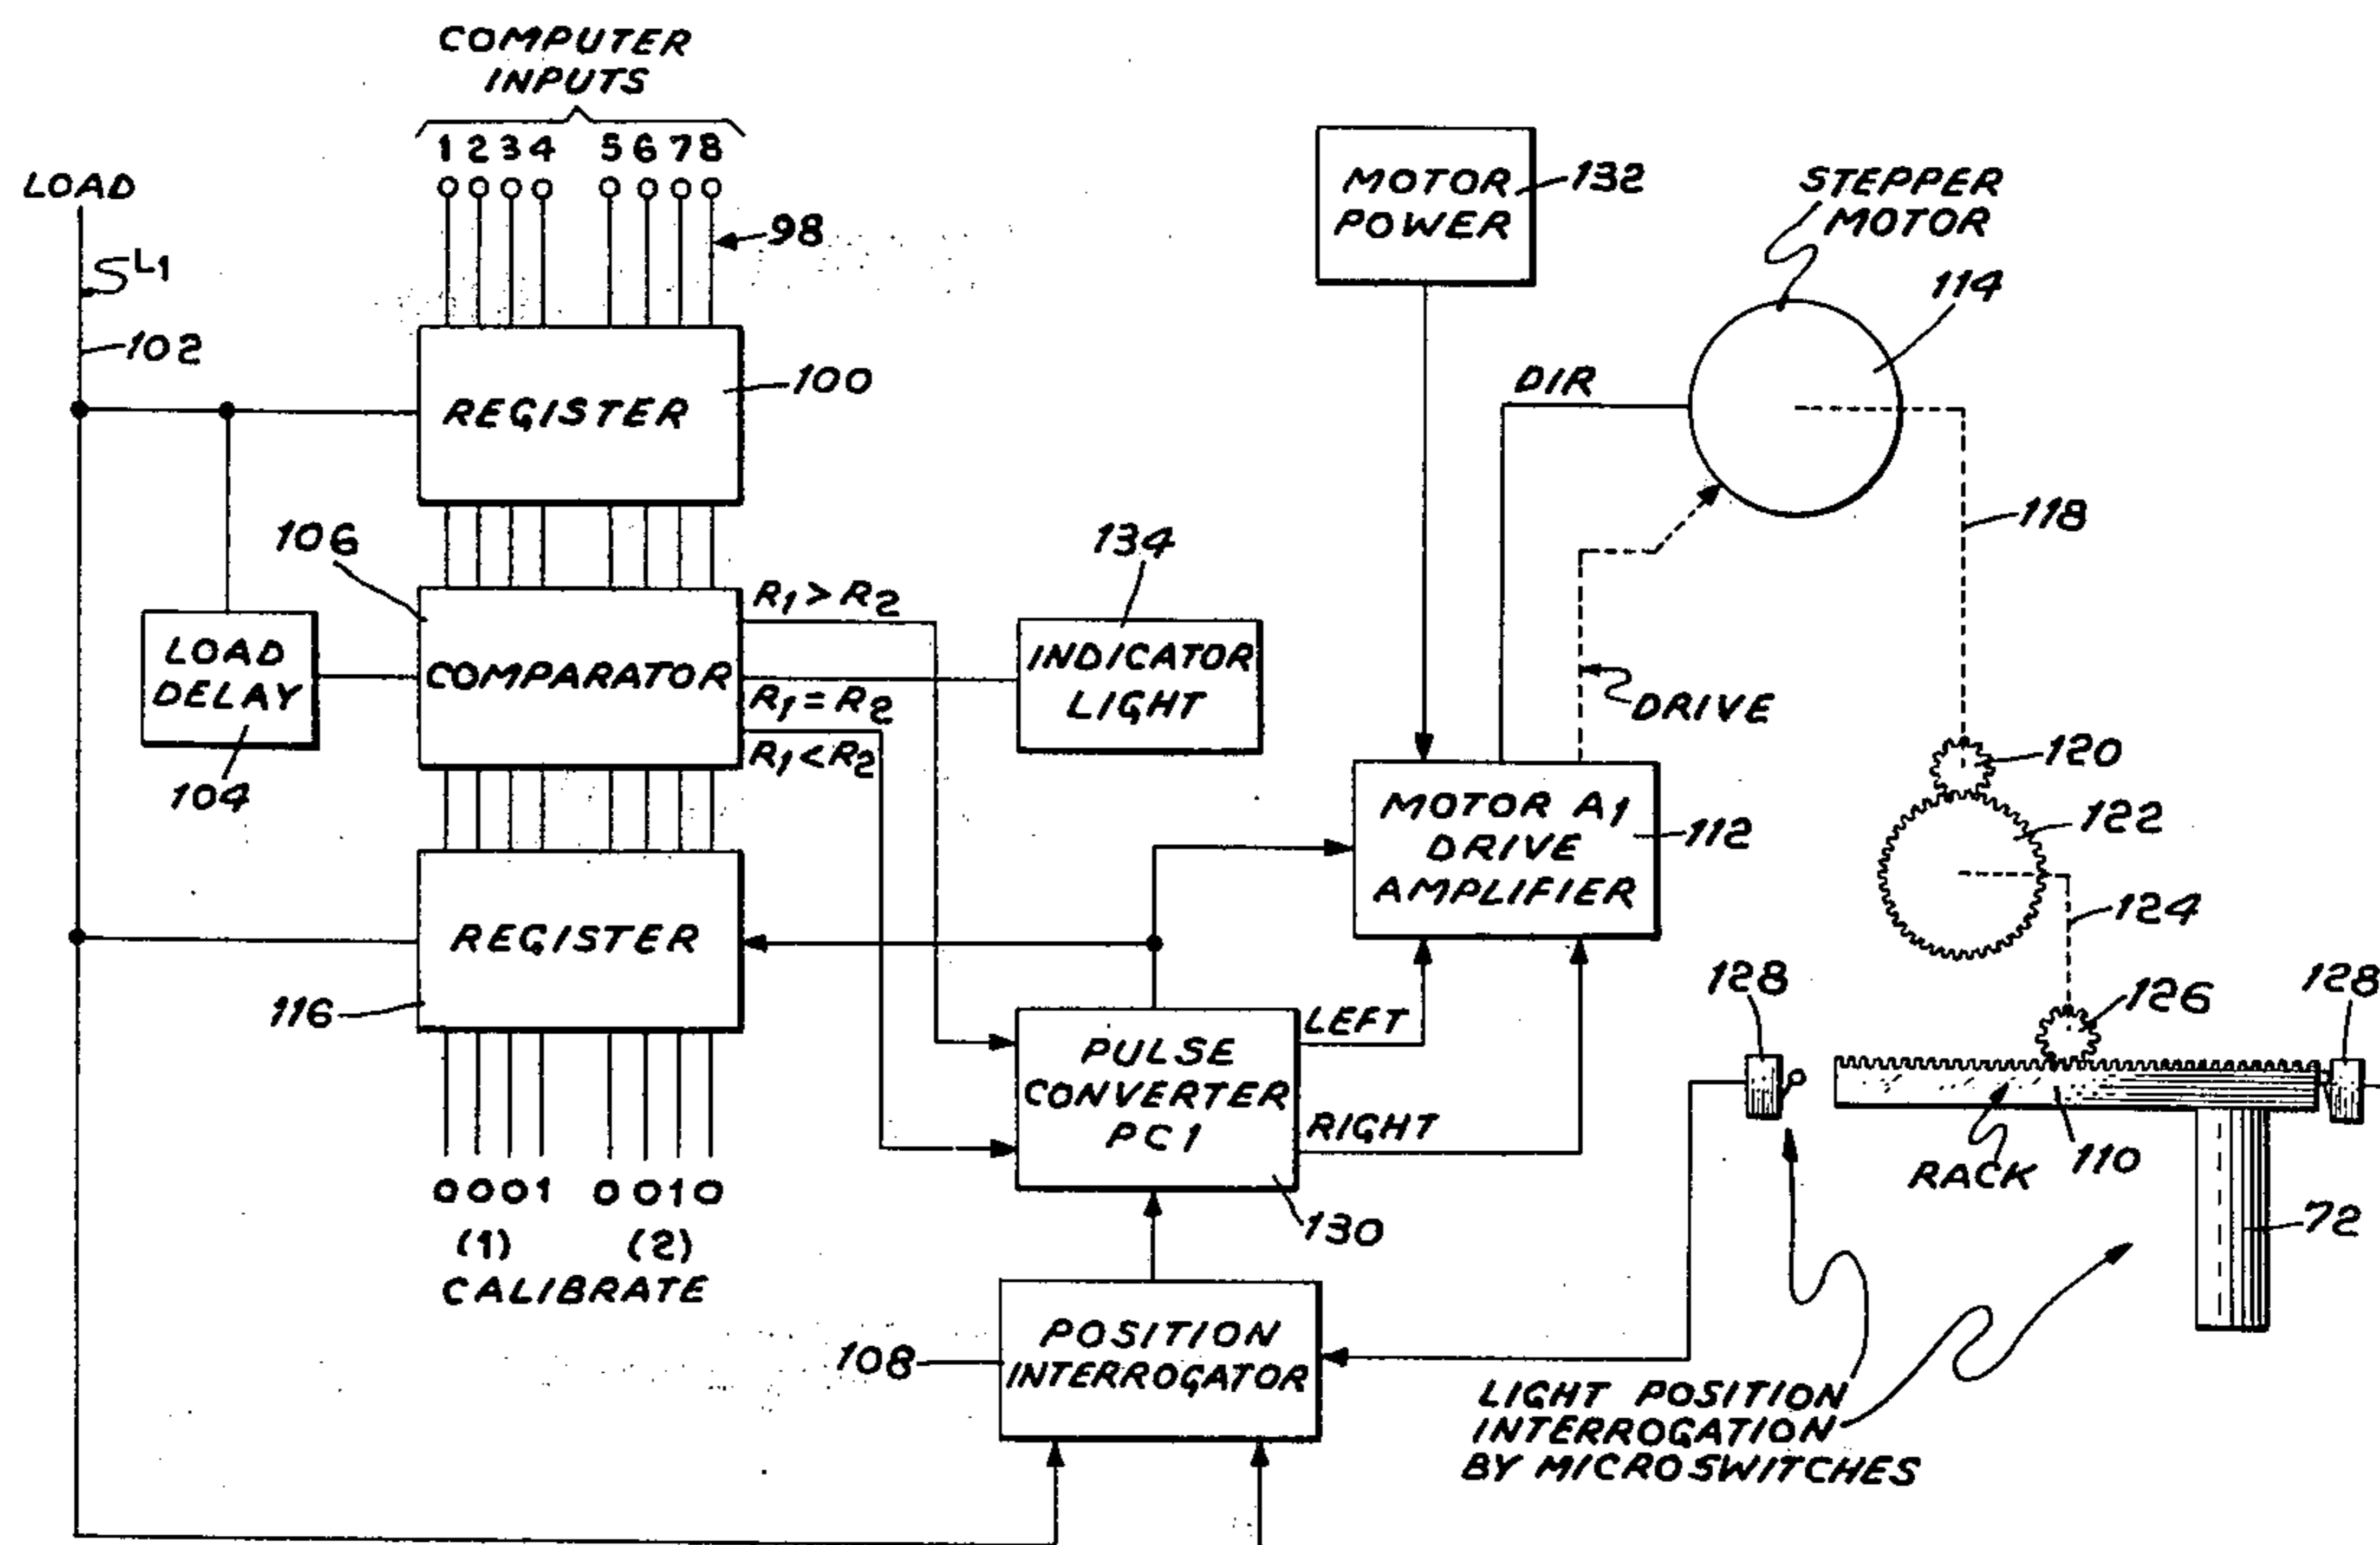 COMPUTER
INPUTS
1 2 3 4 5 6 7 8
LOAD
L1
98
102
REGISTER
100
MOTOR
POWER
132
STEPPER
MOTOR
114
DIR
118
106
134
R1 > R2
LOAD
DELAY
COMPARATOR
INDICATOR
LIGHT
R1 = R2
R1 < R2
104
DRIVE
120
MOTOR A1
DRIVE
AMPLIFIER
112
122
124
REGISTER
116
128
126
128
LEFT
PULSE
CONVERTER
PC1
RIGHT
130
RACK
110
72
0001 0010
(1) (2)
CALIBRATE
POSITION
INTERROGATOR
108
LIGHT POSITION
INTERROGATION
BY MICROSWITCHES